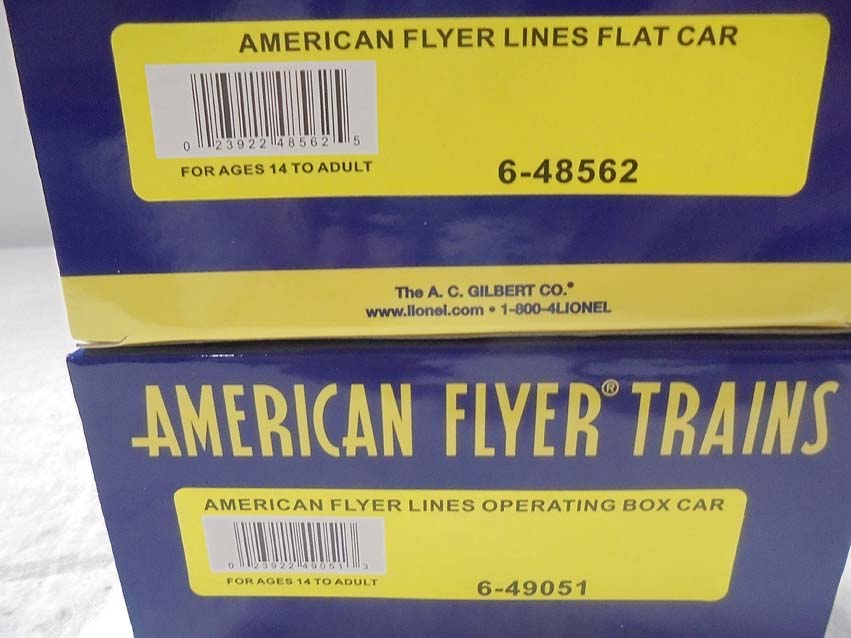 AMERICAN FLYER LINES FLAT CAR
0 23922 48562 5
FOR AGES 14 TO ADULT
6-48562
The A. C. GILBERT CO.®
www.lionel.com • 1-800-4LIONEL
AMERICAN FLYER® TRAINS
AMERICAN FLYER LINES OPERATING BOX CAR
0 23922 49051 3
FOR AGES 14 TO ADULT
6-49051